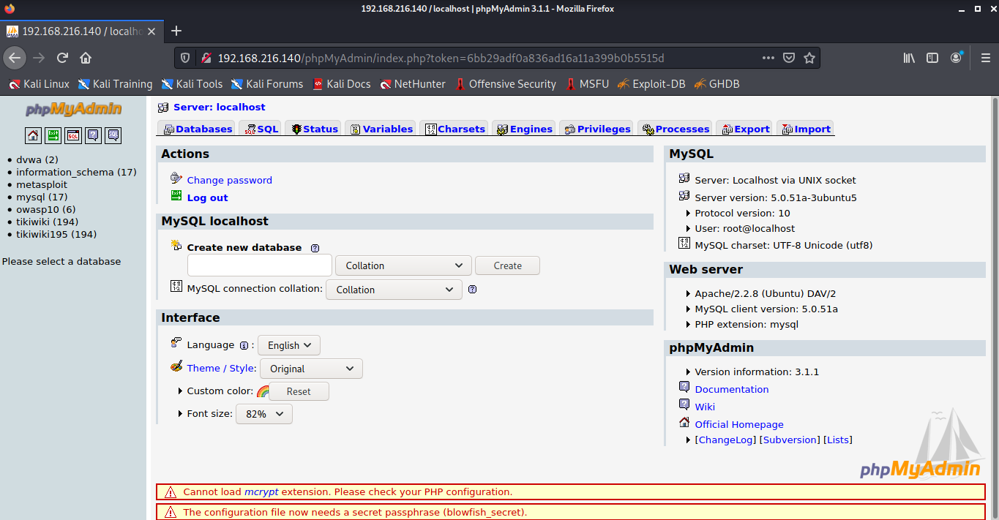 192.168.216.140 / localhost | phpMyAdmin 3.1.1 - Mozilla Firefox
192.168.216.140 / localho
192.168.216.140/phpMyAdmin/index.php?token=6bb29adf0a836ad16a11a399b0b5515d
Kali Linux Kali Training Kali Tools Kali Forums Kali Docs NetHunter Offensive Security MSFU Exploit-DB GHDB
phpMyAdmin
dvwa (2)
information_schema (17)
metasploit
mysql (17)
owasp10 (6)
tikiwiki (194)
tikiwiki195 (194)
Please select a database
Server: localhost
Databases SQL Status Variables Charsets Engines Privileges Processes Export Import
Actions
Change password
Log out
MySQL localhost
Create new database
Collation Create
MySQL connection collation: Collation
Interface
Language : English
Theme / Style: Original
Custom color: Reset
Font size: 82%
MySQL
Server: Localhost via UNIX socket
Server version: 5.0.51a-3ubuntu5
Protocol version: 10
User: root@localhost
MySQL charset: UTF-8 Unicode (utf8)
Web server
Apache/2.2.8 (Ubuntu) DAV/2
MySQL client version: 5.0.51a
PHP extension: mysql
phpMyAdmin
Version information: 3.1.1
Documentation
Wiki
Official Homepage
[ChangeLog] [Subversion] [Lists]
phpMyAdmin
Cannot load mcrypt extension. Please check your PHP configuration.
The configuration file now needs a secret passphrase (blowfish_secret).